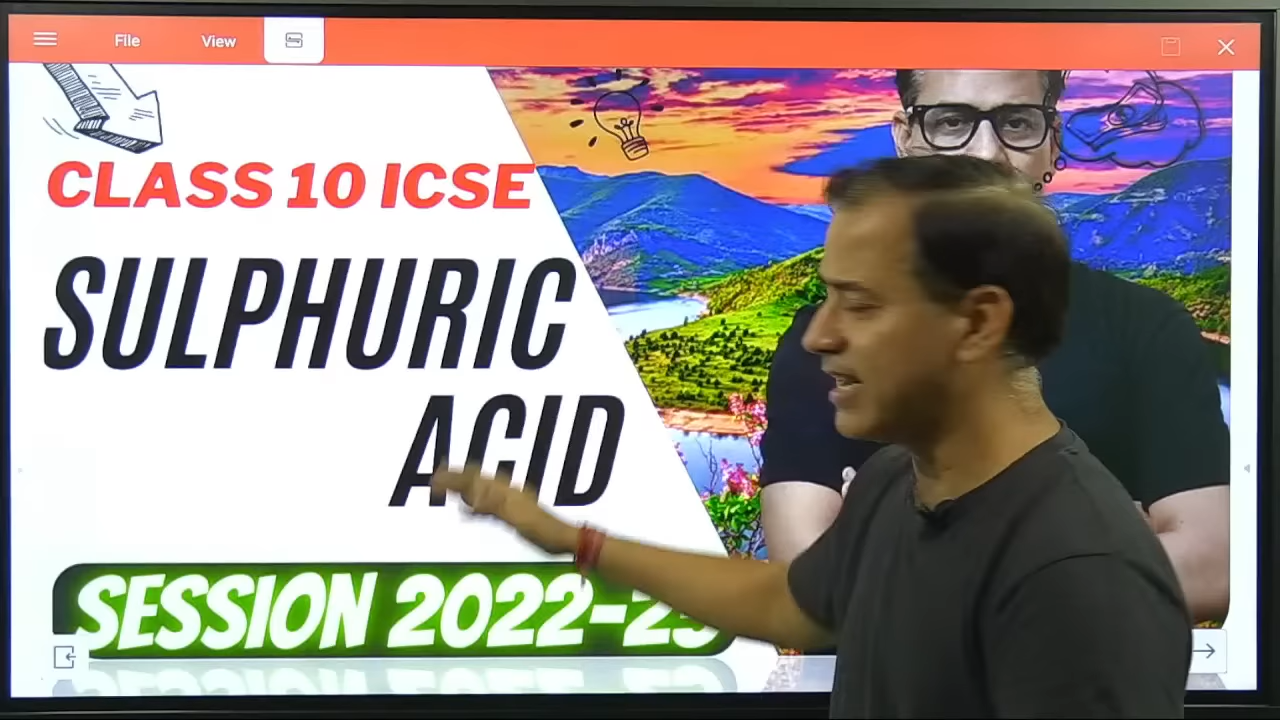 File View
CLASS 10 ICSE
SULPHURIC
ACID
SESSION 2022-23